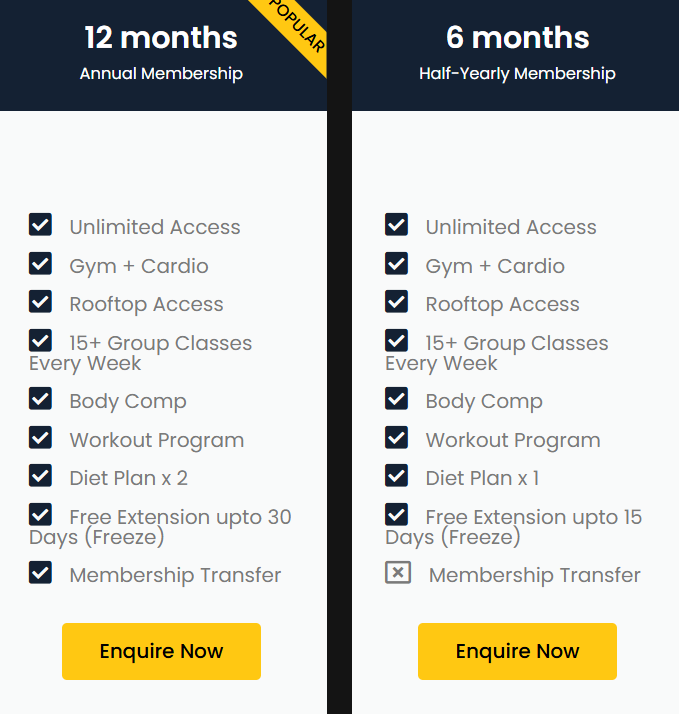 12 months
POPULAR
Annual Membership
Unlimited Access
Gym + Cardio
Rooftop Access
15+ Group Classes
Every Week
Body Comp
Workout Program
Diet Plan x 2
Free Extension upto 30
Days (Freeze)
Membership Transfer
Enquire Now
6 months
Half-Yearly Membership
Unlimited Access
Gym + Cardio
Rooftop Access
15+ Group Classes
Every Week
Body Comp
Workout Program
Diet Plan x 1
Free Extension upto 15
Days (Freeze)
Membership Transfer
Enquire Now